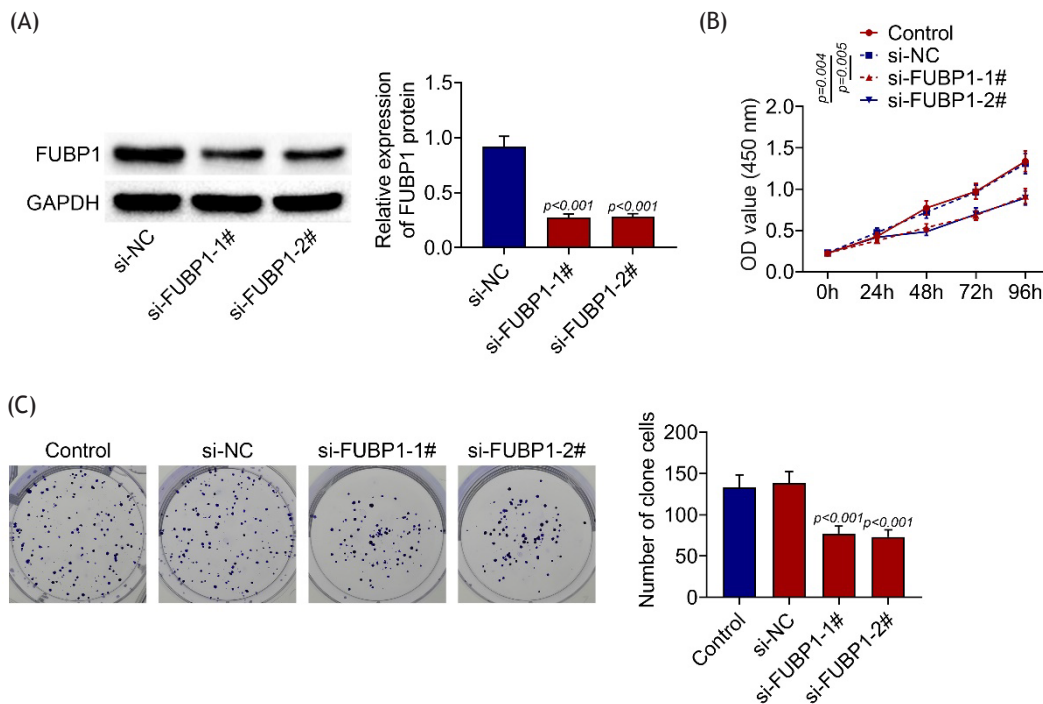 (A)
FUBP1
GAPDH
si-NC
si-FUBP1-1#
si-FUBP1-2#
Relative expression
of FUBP1 protein
1.5
1.0
0.5
0.0
p<0.001
p<0.001
si-NC
si-FUBP1-1#
si-FUBP1-2#
(B)
p=0.004
p=0.005
Control
si-NC
si-FUBP1-1#
si-FUBP1-2#
OD value (450 nm)
2.0
1.5
1.0
0.5
0.0
0h 24h 48h 72h 96h
(C)
Control si-NC si-FUBP1-1# si-FUBP1-2#
Number of clone cells
200
150
100
50
0
p<0.001
p<0.001
Control
si-NC
si-FUBP1-1#
si-FUBP1-2#